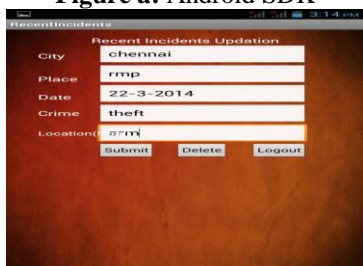 Figure a: Android SDK
3:14 PM
RecentIncidents
Recent Incidents Updation
City chennai
Place rmp
Date 22-3-2014
Crime theft
Location( arm
Submit Delete Logout